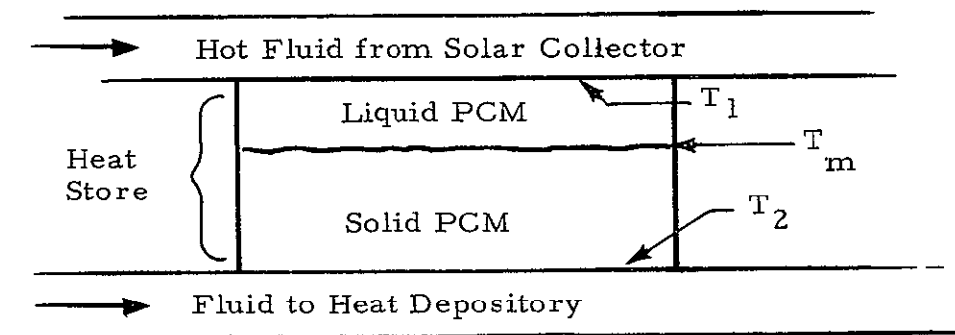 Hot Fluid from Solar Collector
T1
Liquid PCM
Tm
Heat
Store
T2
Solid PCM
Fluid to Heat Depository